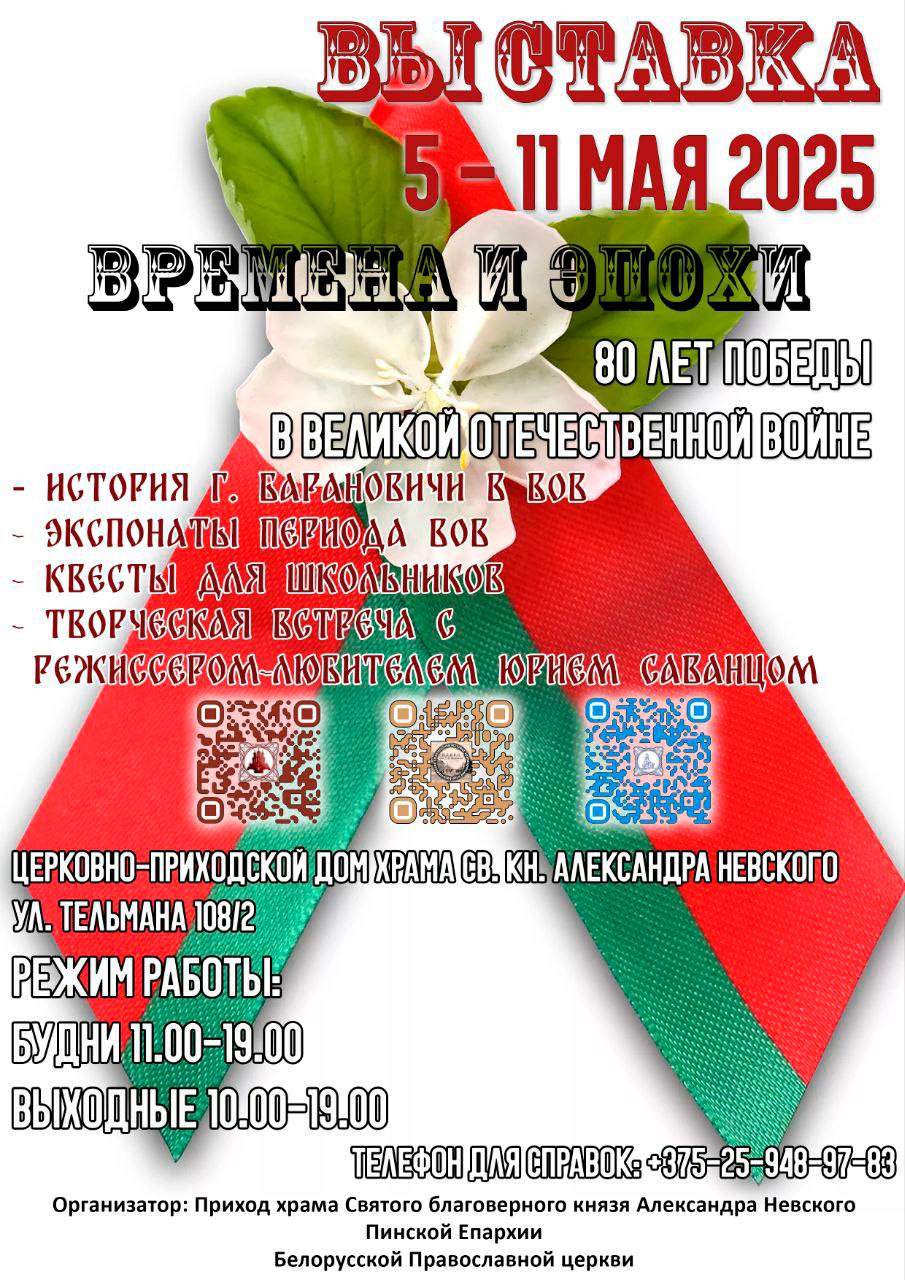 ВЫСТАВКА
5 - 11 МАЯ 2025
ВРЕМЕНА И ЭПОХИ
80 ЛЕТ ПОБЕДЫ
В ВЕЛИКОЙ ОТЕЧЕСТВЕННОЙ ВОЙНЕ
- ИСТОРИЯ Г. БАРАНОВИЧИ В ВОВ
- ЭКСПОНАТЫ ПЕРИОДА ВОВ
- КВЕСТЫ ДЛЯ ШКОЛЬНИКОВ
- ТВОРЧЕСКАЯ ВСТРЕЧА С
РЕЖИССЕРОМ-ЛЮБИТЕЛЕМ ЮРИЕМ САВАНЦОМ
ЦЕРКОВНО-ПРИХОДСКОЙ ДОМ ХРАМА СВ. КН. АЛЕКСАНДРА НЕВСКОГО
УЛ. ТЕЛЬМАНА 108/2
РЕЖИМ РАБОТЫ:
БУДНИ 11.00-19.00
ВЫХОДНЫЕ 10.00-19.00
ТЕЛЕФОН ДЛЯ СПРАВОК: +375-25-948-97-83
Организатор: Приход храма Святого благоверного князя Александра Невского
Пинской Епархии
Белорусской Православной церкви